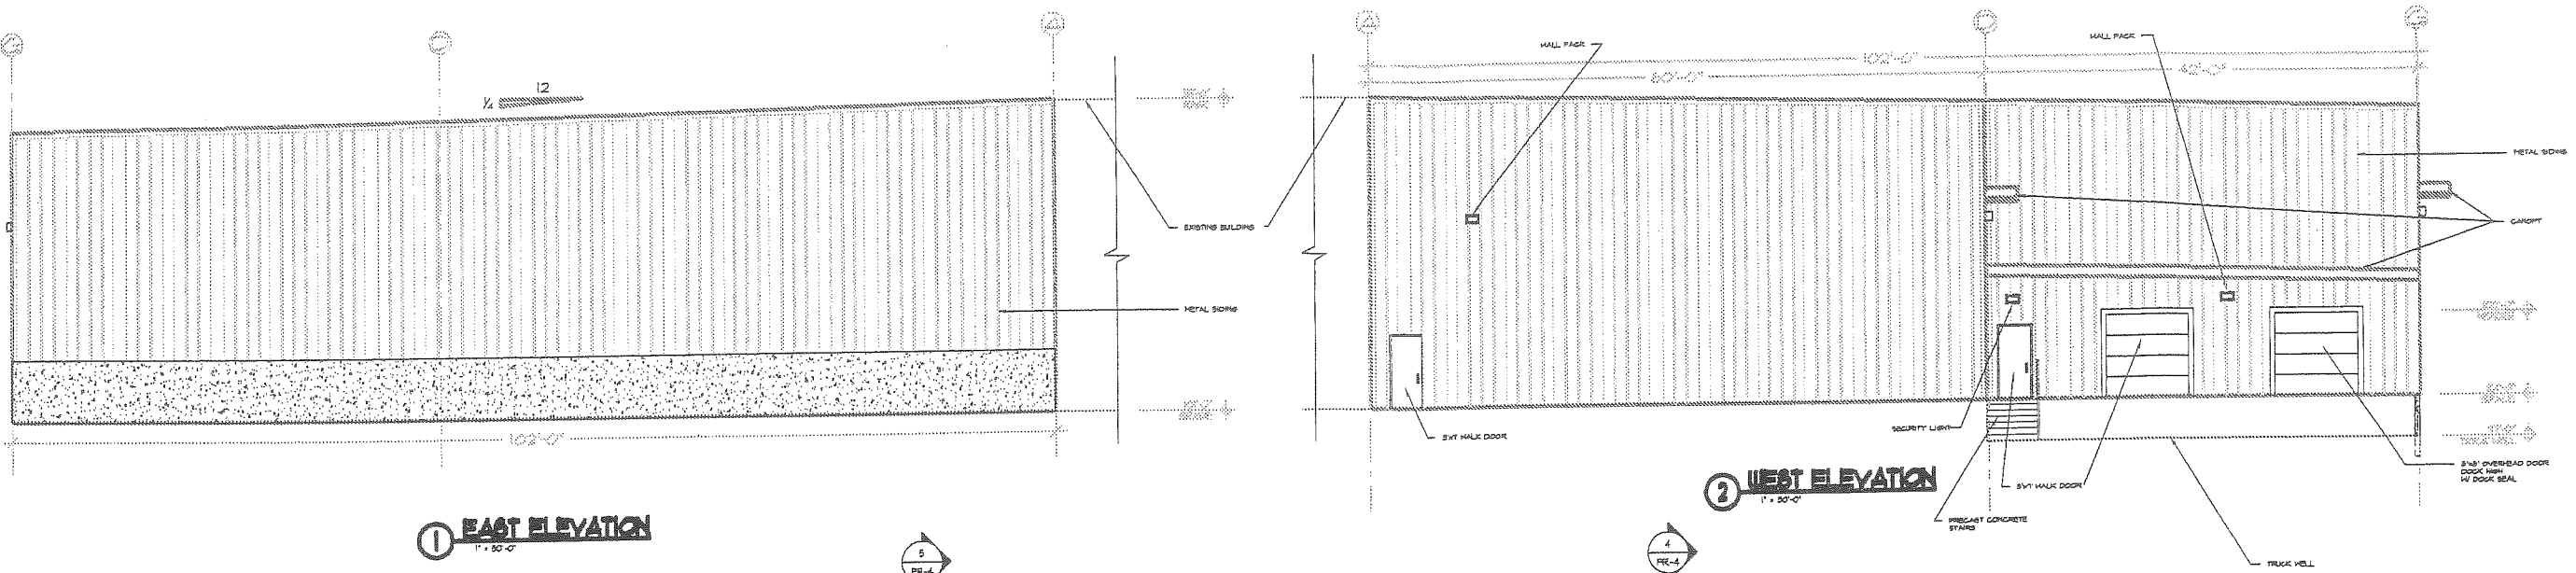 12
1/4
EXISTING BUILDING
METAL SIDING
102'-0"
1
EAST ELEVATION
1" = 50'-0"
5
PR-4
WALL PACK
WALL PACK
102'-0"
60'-0"
42'-0"
METAL SIDING
CANOPY
3'X7' WALK DOOR
SECURITY LIGHT
2
WEST ELEVATION
1" = 50'-0"
3'X7' WALK DOOR
PRECAST CONCRETE
STAIRS
OVERHEAD DOOR
DOCK HIGH
W/ DOCK SEAL
4
PR-4
TRUCK WELL